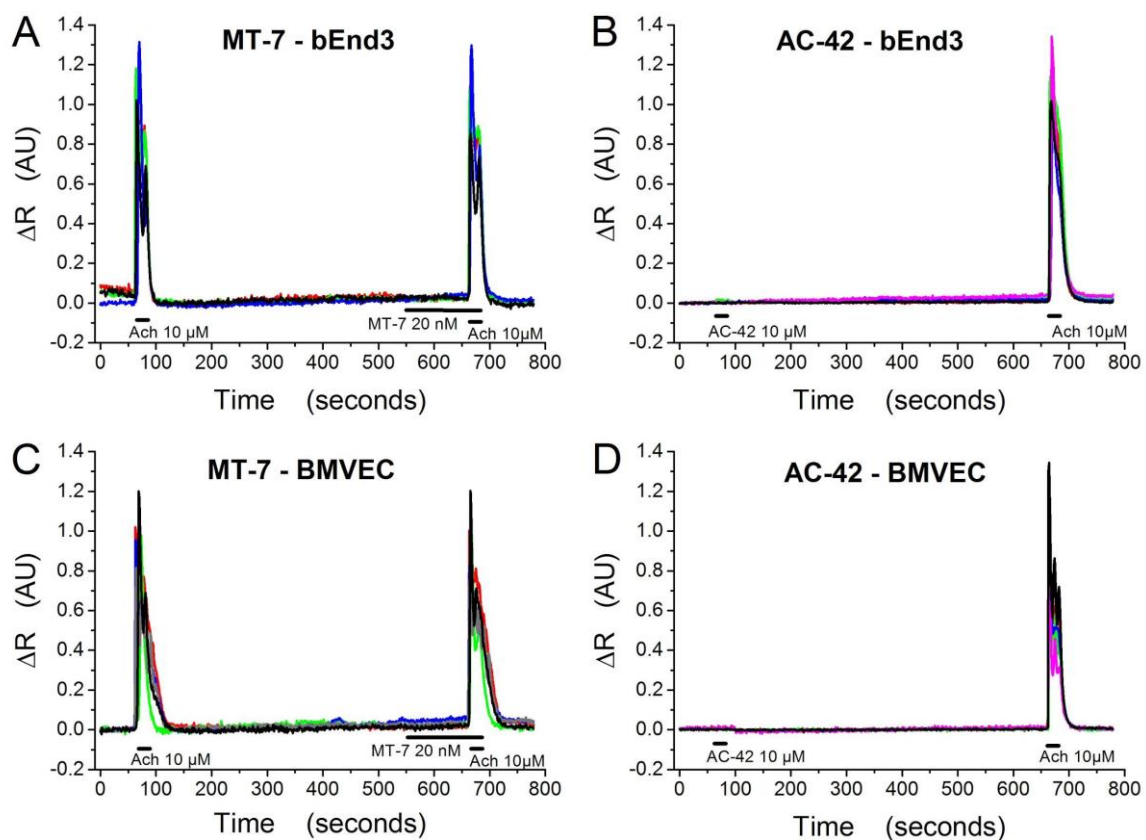 A
MT-7 - bEnd3
1.4
1.2
1.0
0.8
0.6
0.4
0.2
0.0
-0.2
ΔR (AU)
Ach 10 µM
MT-7 20 nM
Ach 10µM
0 100 200 300 400 500 600 700 800
Time (seconds)
B
AC-42 - bEnd3
1.4
1.2
1.0
0.8
0.6
0.4
0.2
0.0
-0.2
ΔR (AU)
AC-42 10 µM
Ach 10µM
0 100 200 300 400 500 600 700 800
Time (seconds)
C
MT-7 - BMVEC
1.4
1.2
1.0
0.8
0.6
0.4
0.2
0.0
-0.2
ΔR (AU)
Ach 10 µM
MT-7 20 nM
Ach 10µM
0 100 200 300 400 500 600 700 800
Time (seconds)
D
AC-42 - BMVEC
1.4
1.2
1.0
0.8
0.6
0.4
0.2
0.0
-0.2
ΔR (AU)
AC-42 10 µM
Ach 10µM
0 100 200 300 400 500 600 700 800
Time (seconds)